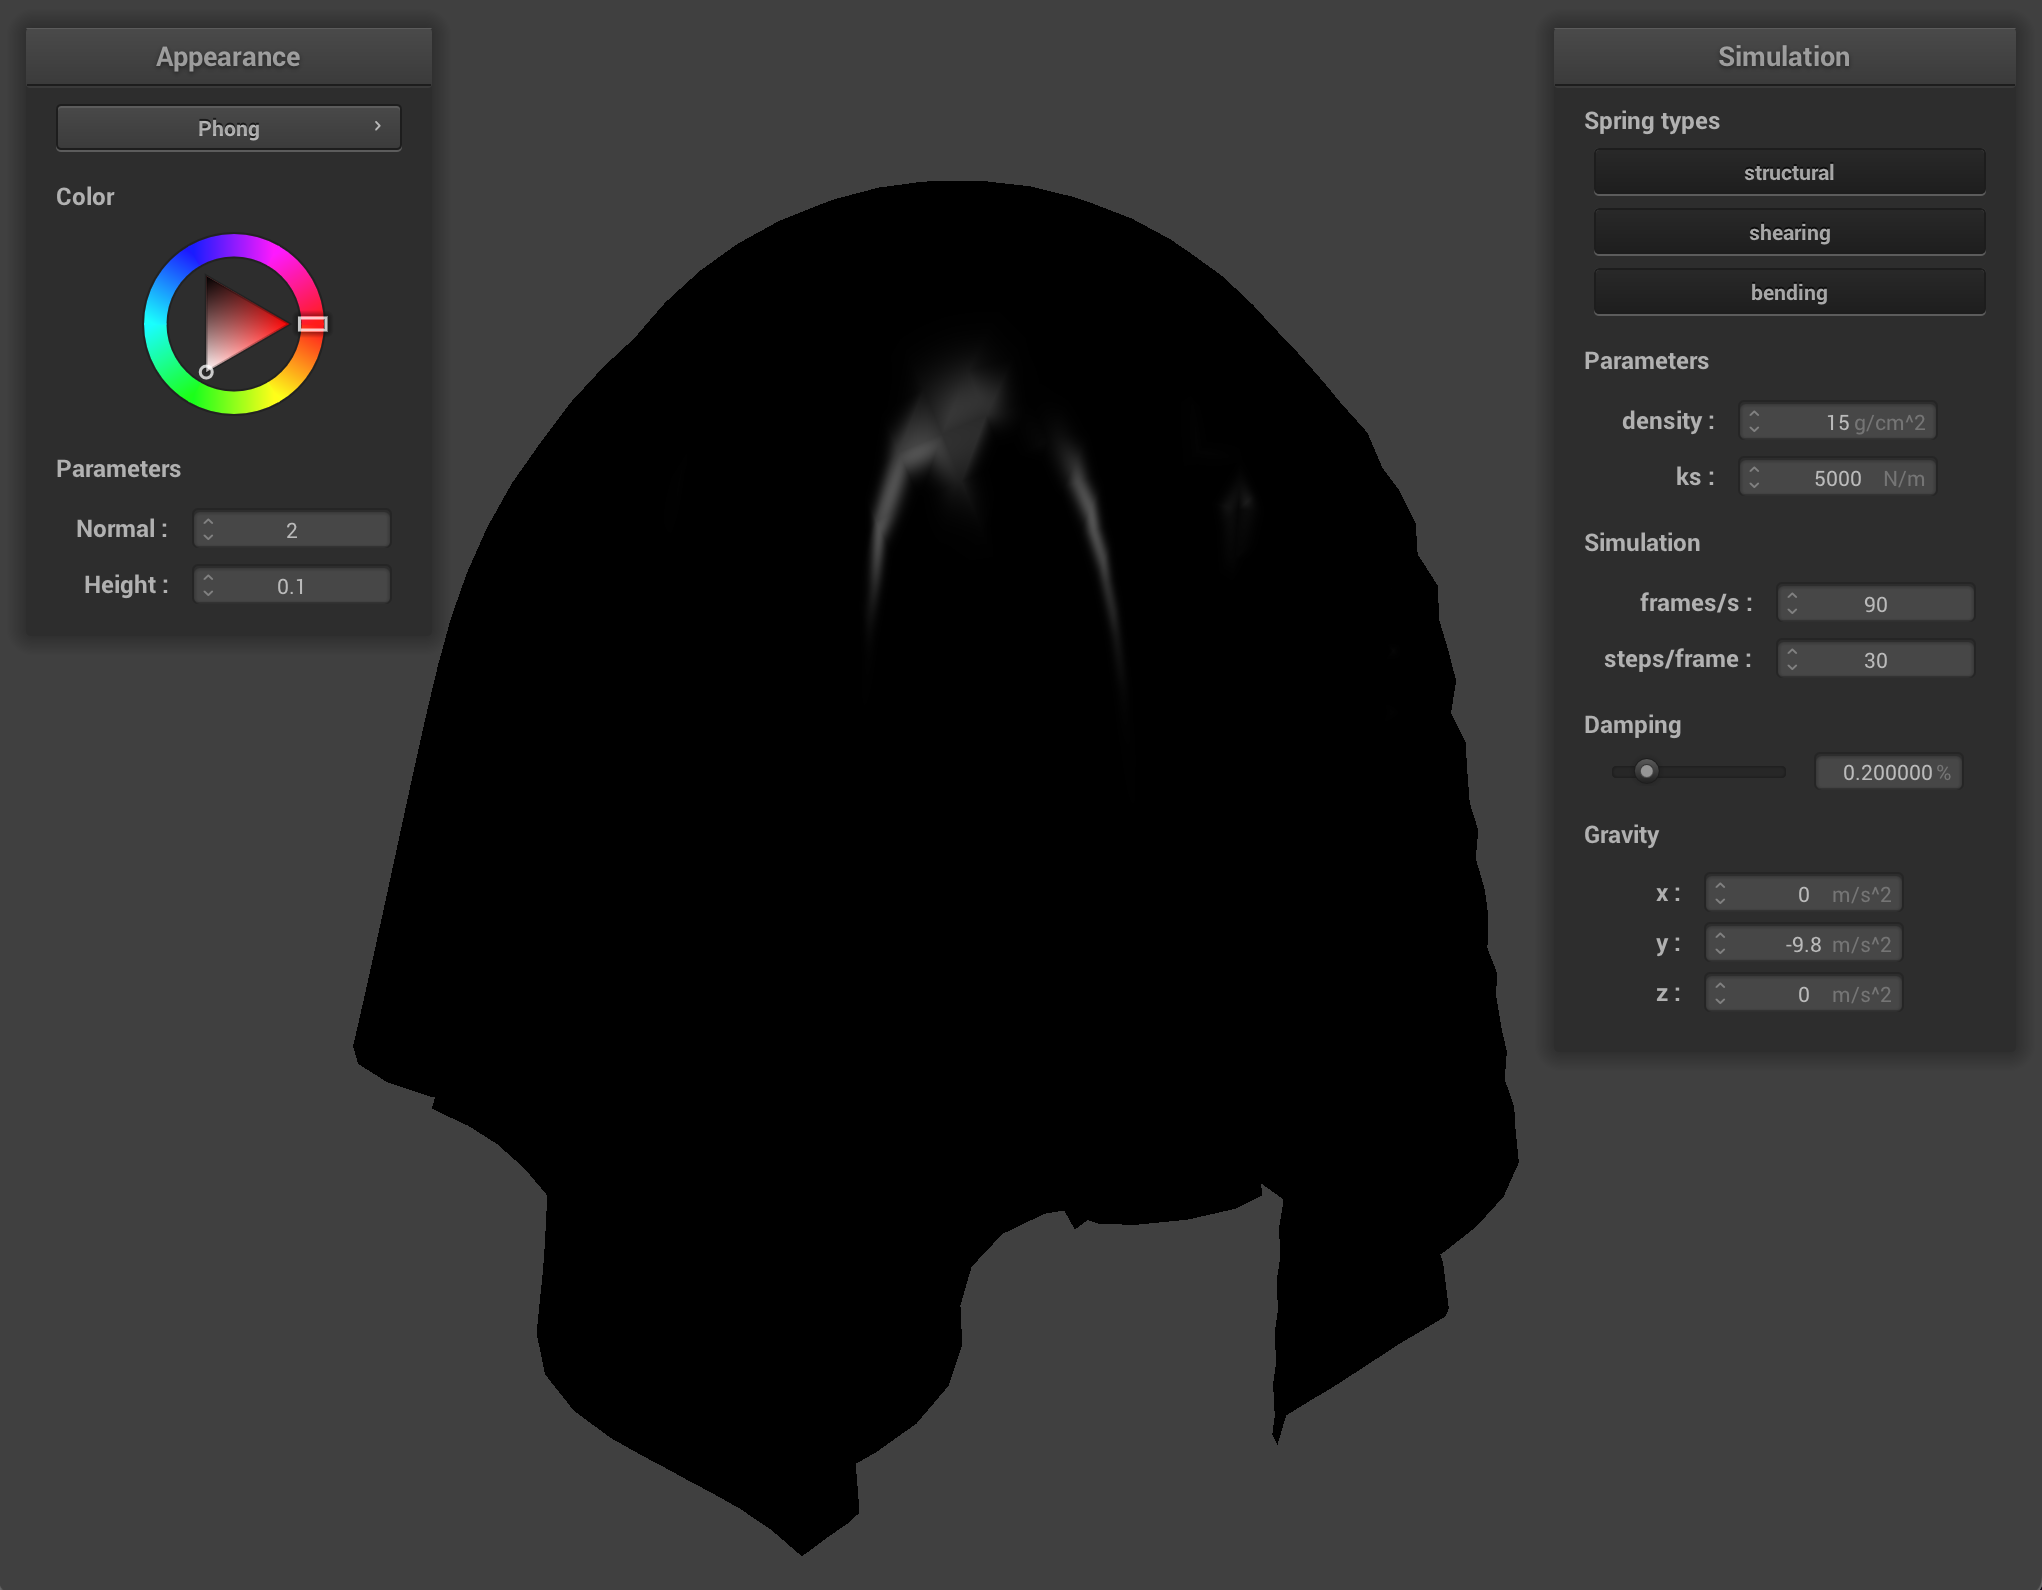 Appearance
Phong
Color
Parameters
Normal : 2
Height : 0.1
Simulation
Spring types
structural
shearing
bending
Parameters
density : 15 g/cm^2
ks : 5000 N/m
Simulation
frames/s : 90
steps/frame : 30
Damping
0.200000 %
Gravity
x : 0 m/s^2
y : -9.8 m/s^2
z : 0 m/s^2